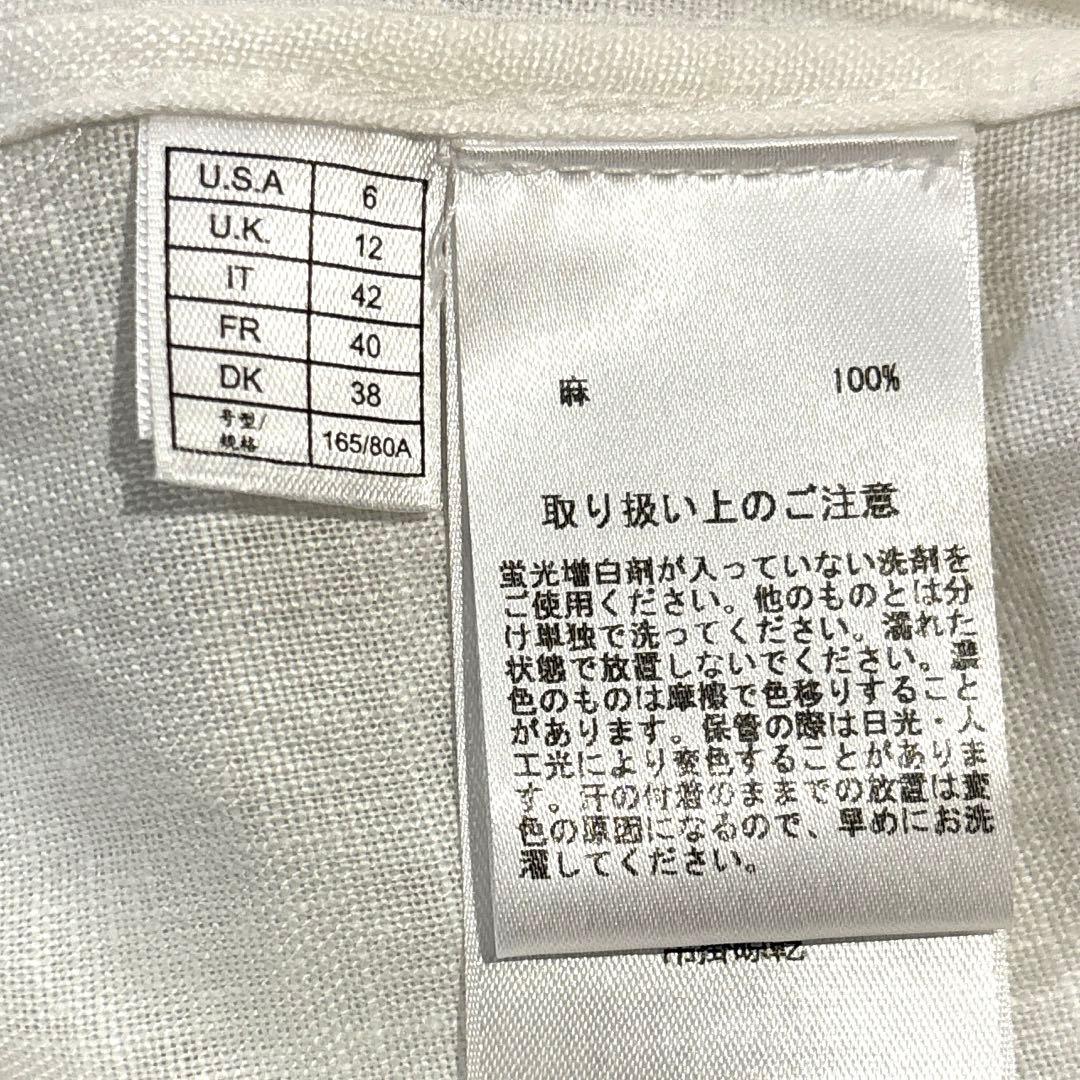 U.S.A 6
U.K. 12
IT 42
FR 40
DK 38
号型/
規格 165/80A
麻 100%
取り扱い上のご注意
蛍光増白剤が入っていない洗剤を
ご使用ください。他のものとは分
け単独で洗ってください。濡れた
状態で放置しないでください。濃
色のものは摩擦で色移りすること
があります。保管の際は日光・人
工光により変色することがありま
す。汗の付着のままでの放置は変
色の原因になるので、早めにお洗
濯してください。